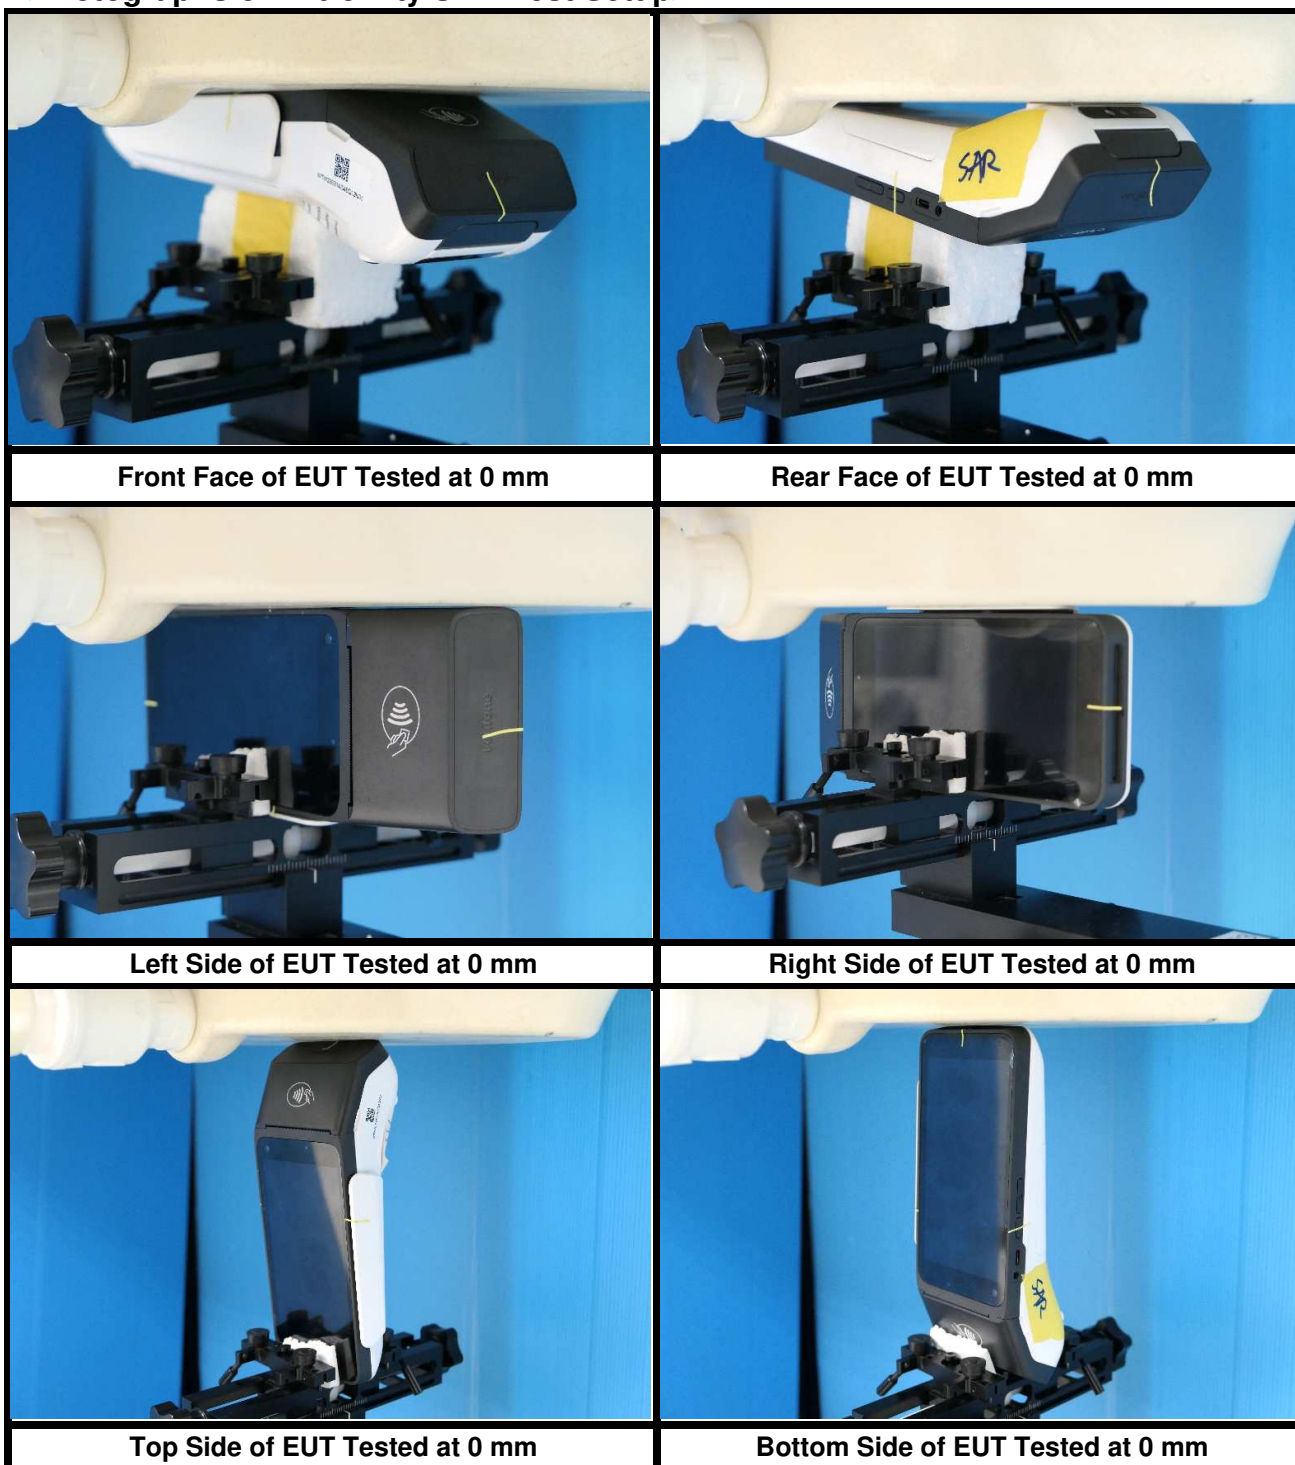 Front Face of EUT Tested at 0 mm
Rear Face of EUT Tested at 0 mm
SAR
Left Side of EUT Tested at 0 mm
Right Side of EUT Tested at 0 mm
SAR
Top Side of EUT Tested at 0 mm
Bottom Side of EUT Tested at 0 mm